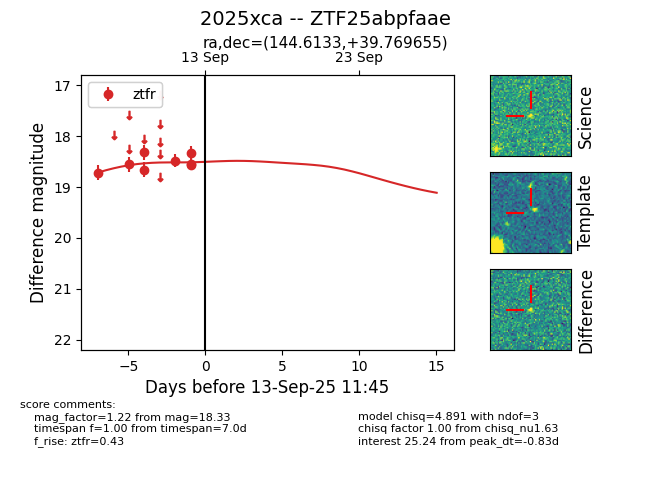 2025xca -- ZTF25abpfaae
ra,dec=(144.6133,+39.769655)
13 Sep
23 Sep
ztfr
17
18
19
20
21
22
Difference magnitude
−5
0
5
10
15
Days before 13-Sep-25 11:45
Science
Template
Difference
score comments:
mag_factor=1.22 from mag=18.33
timespan f=1.00 from timespan=7.0d
f_rise: ztfr=0.43
model chisq=4.891 with ndof=3
chisq factor 1.00 from chisq_nu1.63
interest 25.24 from peak_dt=-0.83d